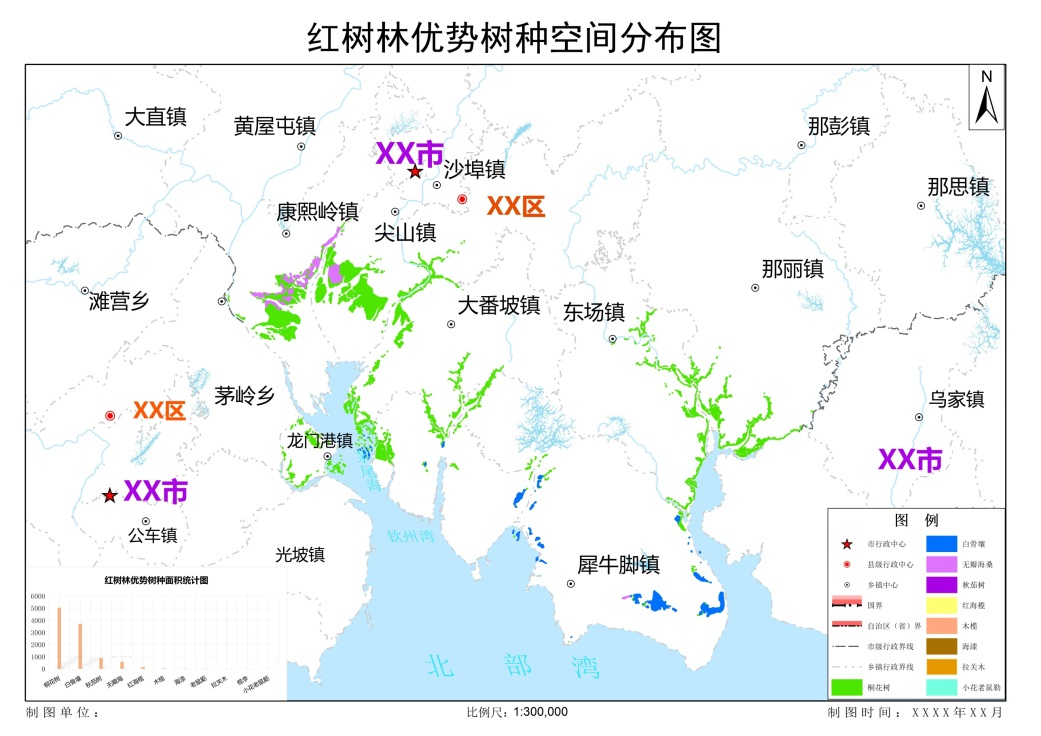 红树林优势树种空间分布图
N
大直镇
黄屋屯镇
XX市
沙埠镇
那彭镇
XX区
那思镇
康熙岭镇
尖山镇
那丽镇
滩营乡
大番坡镇
东场镇
茅岭乡
XX区
乌家镇
龙门港镇
XX市
XX市
公车镇
钦州湾
光坡镇
犀牛脚镇
北部湾
图 例
市行政中心
县级行政中心
乡镇中心
国界
自治区（省）界
市级行政界线
乡镇行政界线
桐花树
白骨壤
无瓣海桑
秋茄树
红海榄
木榄
海漆
拉关木
小花老鼠勒
红树林优势树种面积统计图
6000
5000
4000
3000
2000
1000
0
桐花树
白骨壤
秋茄树
无瓣海
红海榄
木榄
海漆
老鼠勒
拉关木
小花老鼠勒
制图单位：
比例尺：1:300,000
制图时间：XXXX年XX月